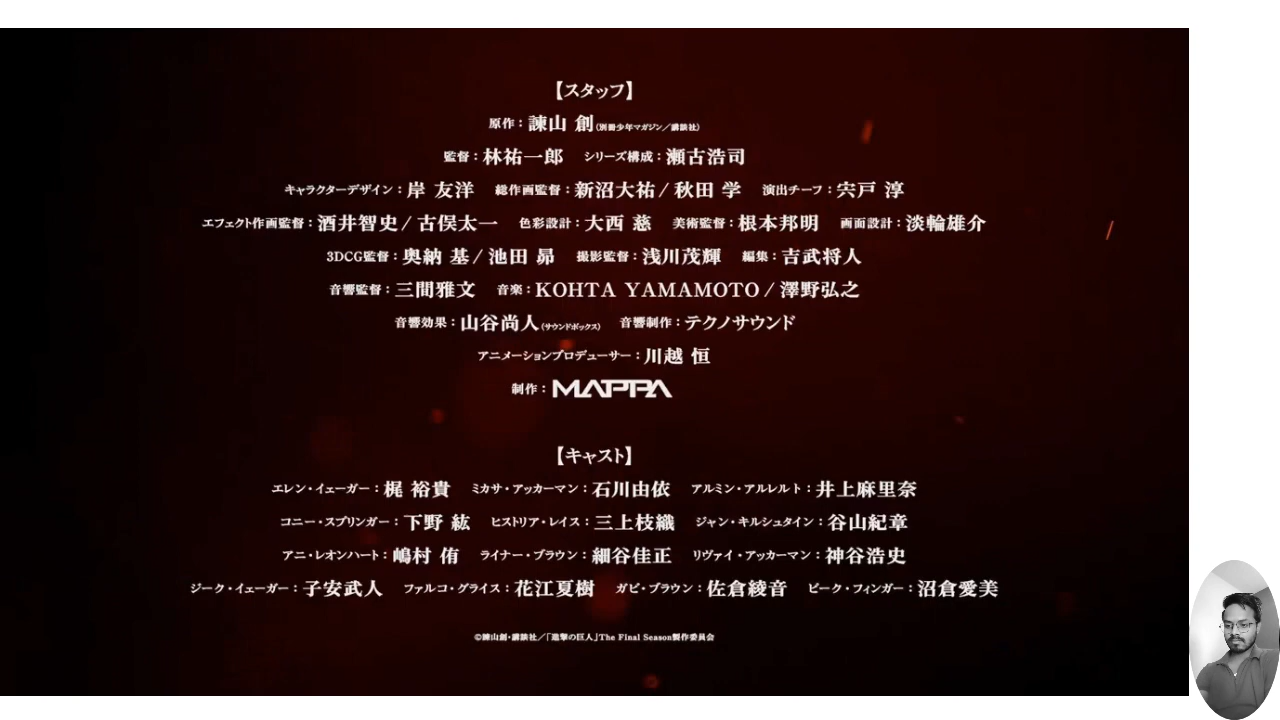 【スタッフ】
原作：諫山 創(別冊少年マガジン／講談社)
監督：林祐一郎　シリーズ構成：瀬古浩司
キャラクターデザイン：岸 友洋　総作画監督：新沼大祐 / 秋田 学　演出チーフ：宍戸 淳
エフェクト作画監督：酒井智史 / 古俣太一　色彩設計：大西 慈　美術監督：根本邦明　画面設計：淡輪雄介
3DCG監督：奥納 基 / 池田 昴　撮影監督：浅川茂輝　編集：吉武将人
音響監督：三間雅文　音楽：KOHTA YAMAMOTO / 澤野弘之
音響効果：山谷尚人(サウンドボックス)　音響制作：テクノサウンド
アニメーションプロデューサー：川越 恒
制作：MAPPA
【キャスト】
エレン・イェーガー：梶 裕貴　ミカサ・アッカーマン：石川由依　アルミン・アルレルト：井上麻里奈
コニー・スプリンガー：下野 紘　ヒストリア・レイス：三上枝織　ジャン・キルシュタイン：谷山紀章
アニ・レオンハート：嶋村 侑　ライナー・ブラウン：細谷佳正　リヴァイ・アッカーマン：神谷浩史
ジーク・イェーガー：子安武人　ファルコ・グライス：花江夏樹　ガビ・ブラウン：佐倉綾音　ピーク・フィンガー：沼倉愛美
©諫山創・講談社／「進撃の巨人」The Final Season製作委員会